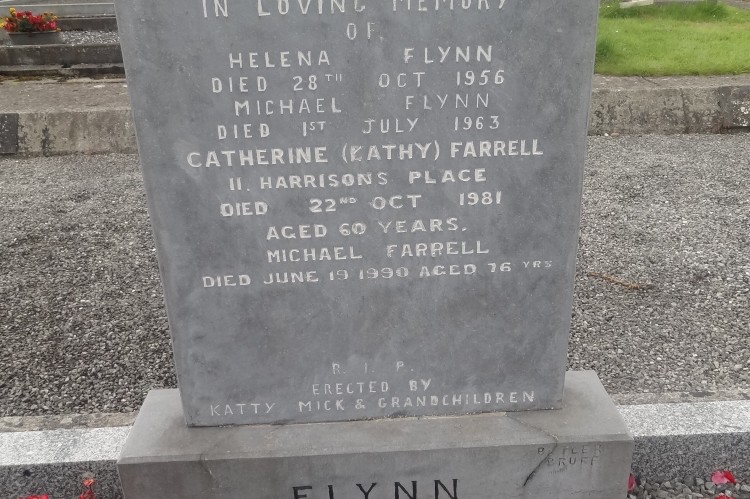 IN LOVING MEMORY
OF
HELENA FLYNN
DIED 28TH OCT 1956
MICHAEL FLYNN
DIED 1ST JULY 1963
CATHERINE (KATHY) FARRELL
11, HARRISONS PLACE
DIED 22ND OCT 1981
AGED 60 YEARS.
MICHAEL FARRELL
DIED JUNE 19 1990 AGED 76 YRS
R.I.P.
ERECTED BY
KATTY MICK & GRANDCHILDREN
BRUFF
FLYNN